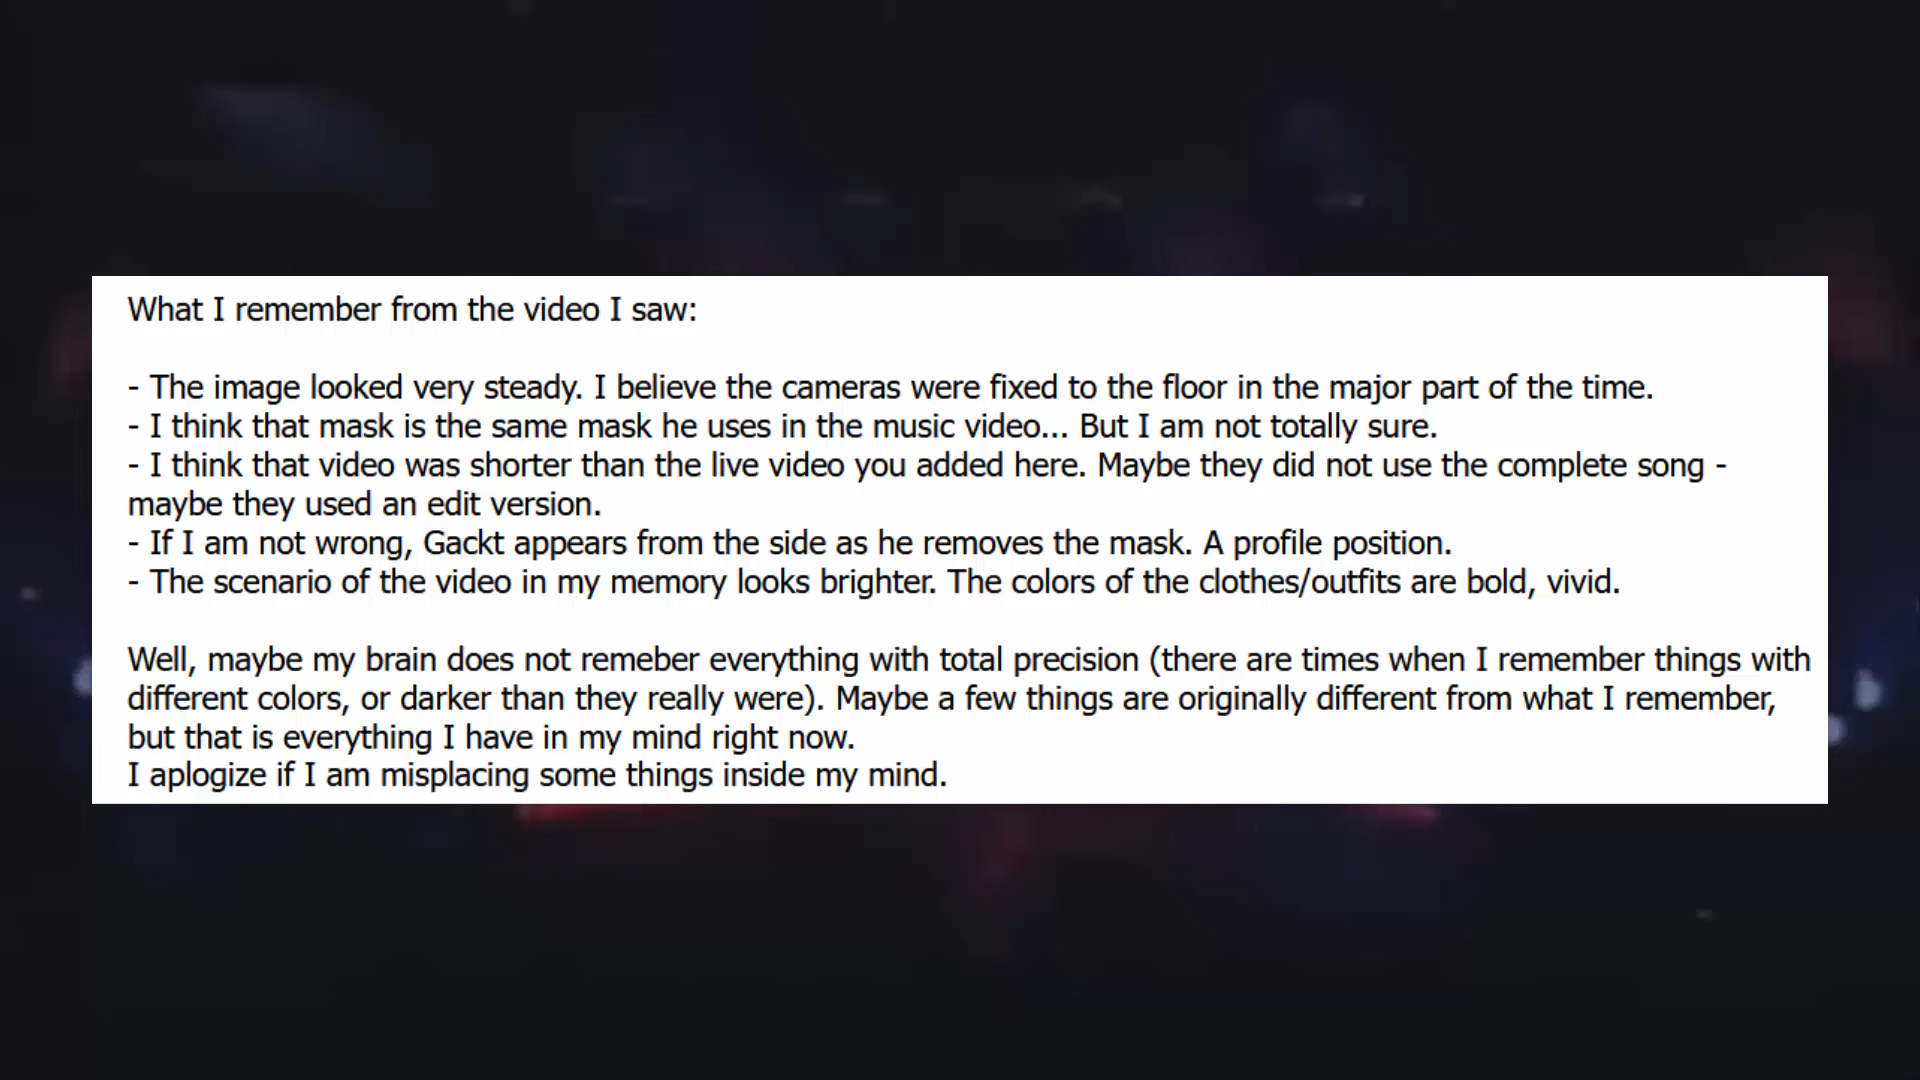 What I remember from the video I saw:
- The image looked very steady. I believe the cameras were fixed to the floor in the major part of the time.
- I think that mask is the same mask he uses in the music video... But I am not totally sure.
- I think that video was shorter than the live video you added here. Maybe they did not use the complete song -
maybe they used an edit version.
- If I am not wrong, Gackt appears from the side as he removes the mask. A profile position.
- The scenario of the video in my memory looks brighter. The colors of the clothes/outfits are bold, vivid.
Well, maybe my brain does not remeber everything with total precision (there are times when I remember things with
different colors, or darker than they really were). Maybe a few things are originally different from what I remember,
but that is everything I have in my mind right now.
I aplogize if I am misplacing some things inside my mind.